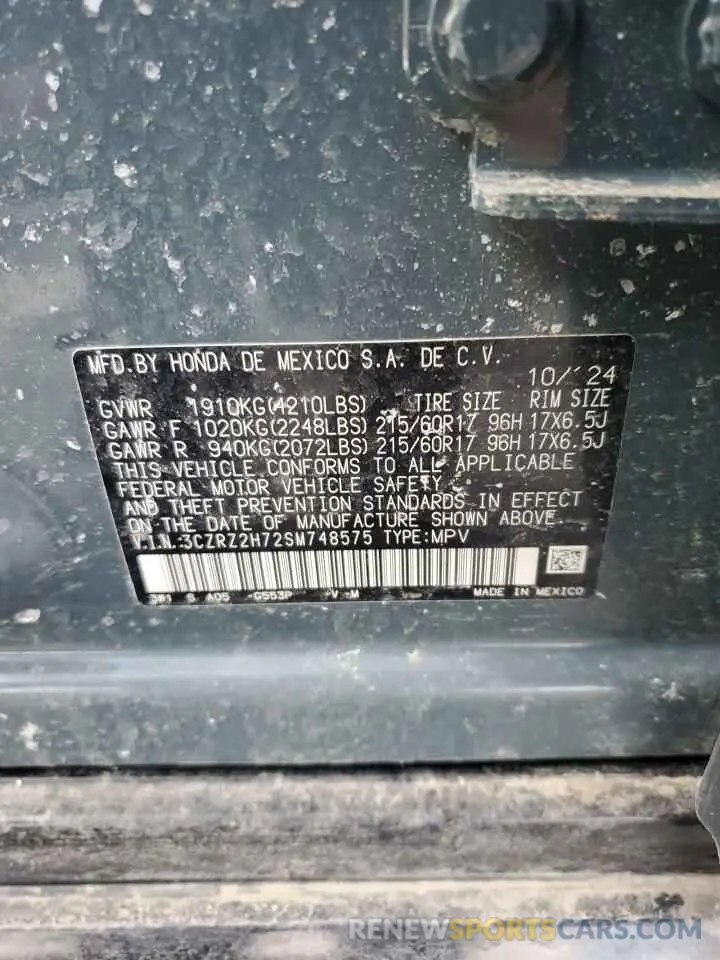 MFD. BY HONDA DE MEXICO S.A. DE C.V.
10/'24
GVWR 1910KG(4210LBS) TIRE SIZE RIM SIZE
GAWR F 1020KG(2248LBS) 215/60R17 96H 17X6.5J
GAWR R 940KG(2072LBS) 215/60R17 96H 17X6.5J
THIS VEHICLE CONFORMS TO ALL APPLICABLE
FEDERAL MOTOR VEHICLE SAFETY
AND THEFT PREVENTION STANDARDS IN EFFECT
ON THE DATE OF MANUFACTURE SHOWN ABOVE.
V.I.N.:3CZRZ2H72SM748575 TYPE:MPV
S A05 G553P -V-M MADE IN MEXICO
RENEWSPORTSCARS.COM